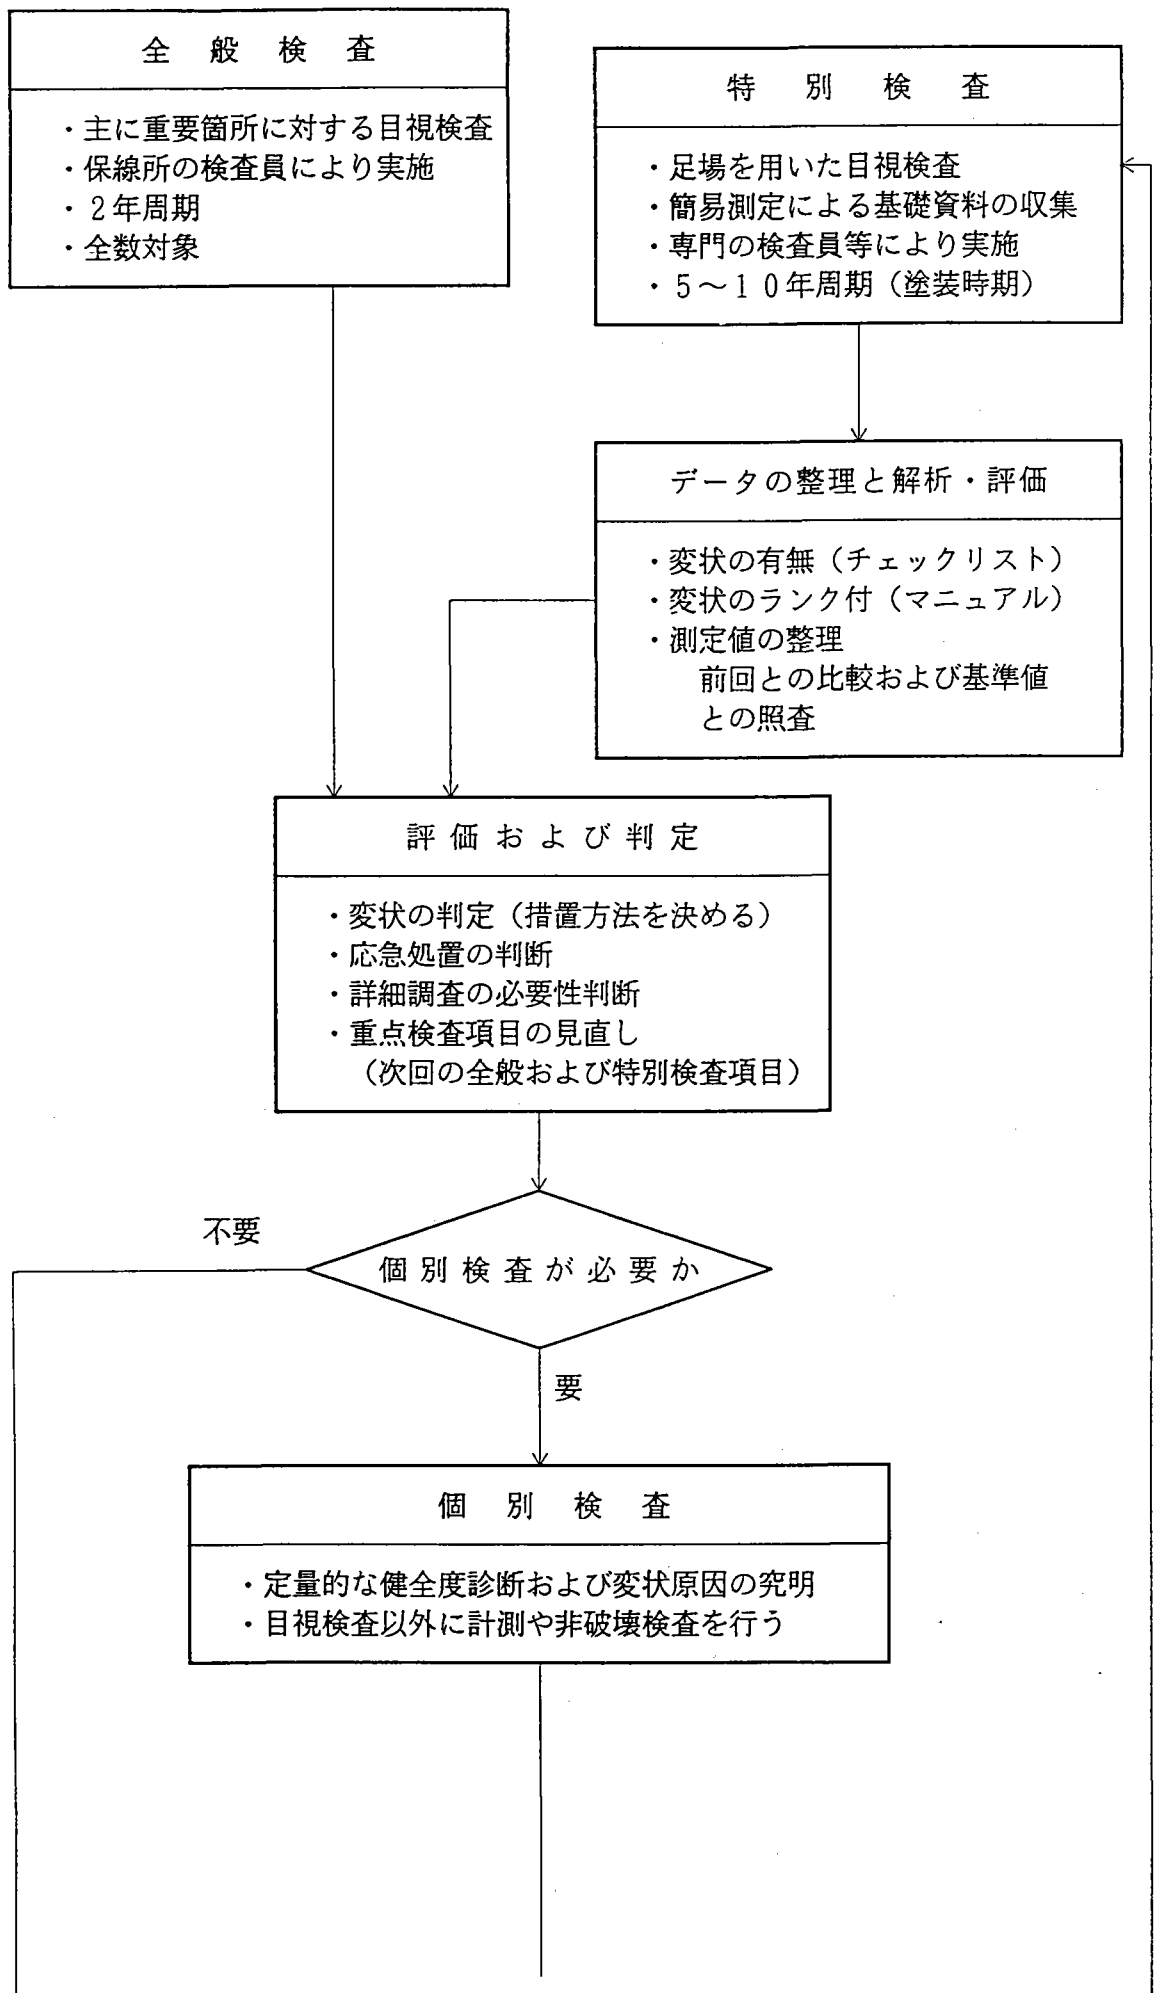 全般検査
・主に重要箇所に対する目視検査
・保線所の検査員により実施
・2年周期
・全数対象
特別検査
・足場を用いた目視検査
・簡易測定による基礎資料の収集
・専門の検査員等により実施
・5～10年周期（塗装時期）
データの整理と解析・評価
・変状の有無（チェックリスト）
・変状のランク付（マニュアル）
・測定値の整理
前回との比較および基準値
との照査
評価および判定
・変状の判定（措置方法を決める）
・応急処置の判断
・詳細調査の必要性判断
・重点検査項目の見直し
（次回の全般および特別検査項目）
不要
個別検査が必要か
要
個別検査
・定量的な健全度診断および変状原因の究明
・目視検査以外に計測や非破壊検査を行う